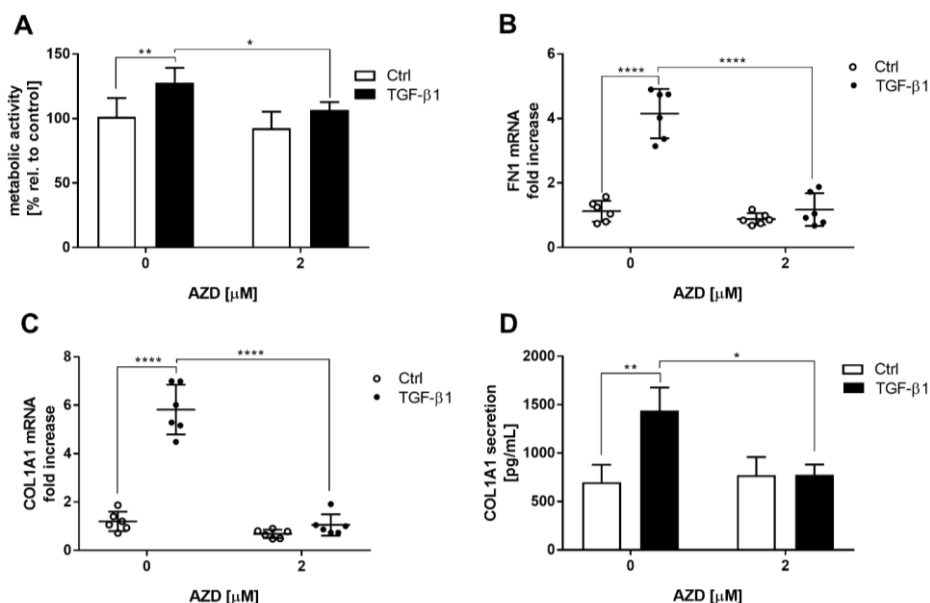 A
metabolic activity
[% rel. to control]
150
100
50
0
**
*
Ctrl
TGF-β1
0
2
AZD [μM]
B
FN1 mRNA
fold increase
6
4
2
0
****
****
Ctrl
TGF-β1
0
2
AZD [μM]
C
COL1A1 mRNA
fold increase
8
6
4
2
0
****
****
Ctrl
TGF-β1
0
2
AZD [μM]
D
COL1A1 secretion
[pg/mL]
2000
1500
1000
500
0
**
*
Ctrl
TGF-β1
0
2
AZD [μM]